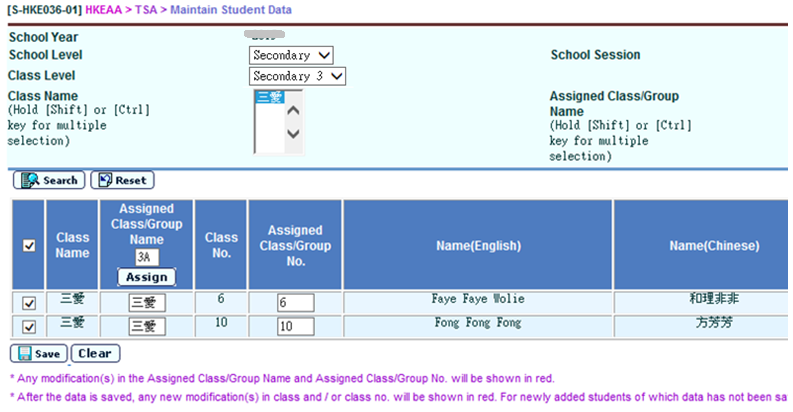 [S-HKE036-01] HKEAA > TSA > Maintain Student Data
School Year
School Level Secondary School Session
Class Level Secondary 3
Class Name 三愛 Assigned Class/Group
Name
(Hold [Shift] or [Ctrl]
key for multiple
selection)
(Hold [Shift] or [Ctrl]
key for multiple
selection)
Search Reset
Class Name
Assigned Class/Group Name 3A Assign
Class No.
Assigned Class/Group No.
Name(English)
Name(Chinese)
三愛 三愛 6 6 Faye Faye Wolie 和理非非
三愛 三愛 10 10 Fong Fong Fong 方芳芳
Save Clear
* Any modification(s) in the Assigned Class/Group Name and Assigned Class/Group No. will be shown in red.
* After the data is saved, any new modification(s) in class and / or class no. will be shown in red. For newly added students of which data has not been sa